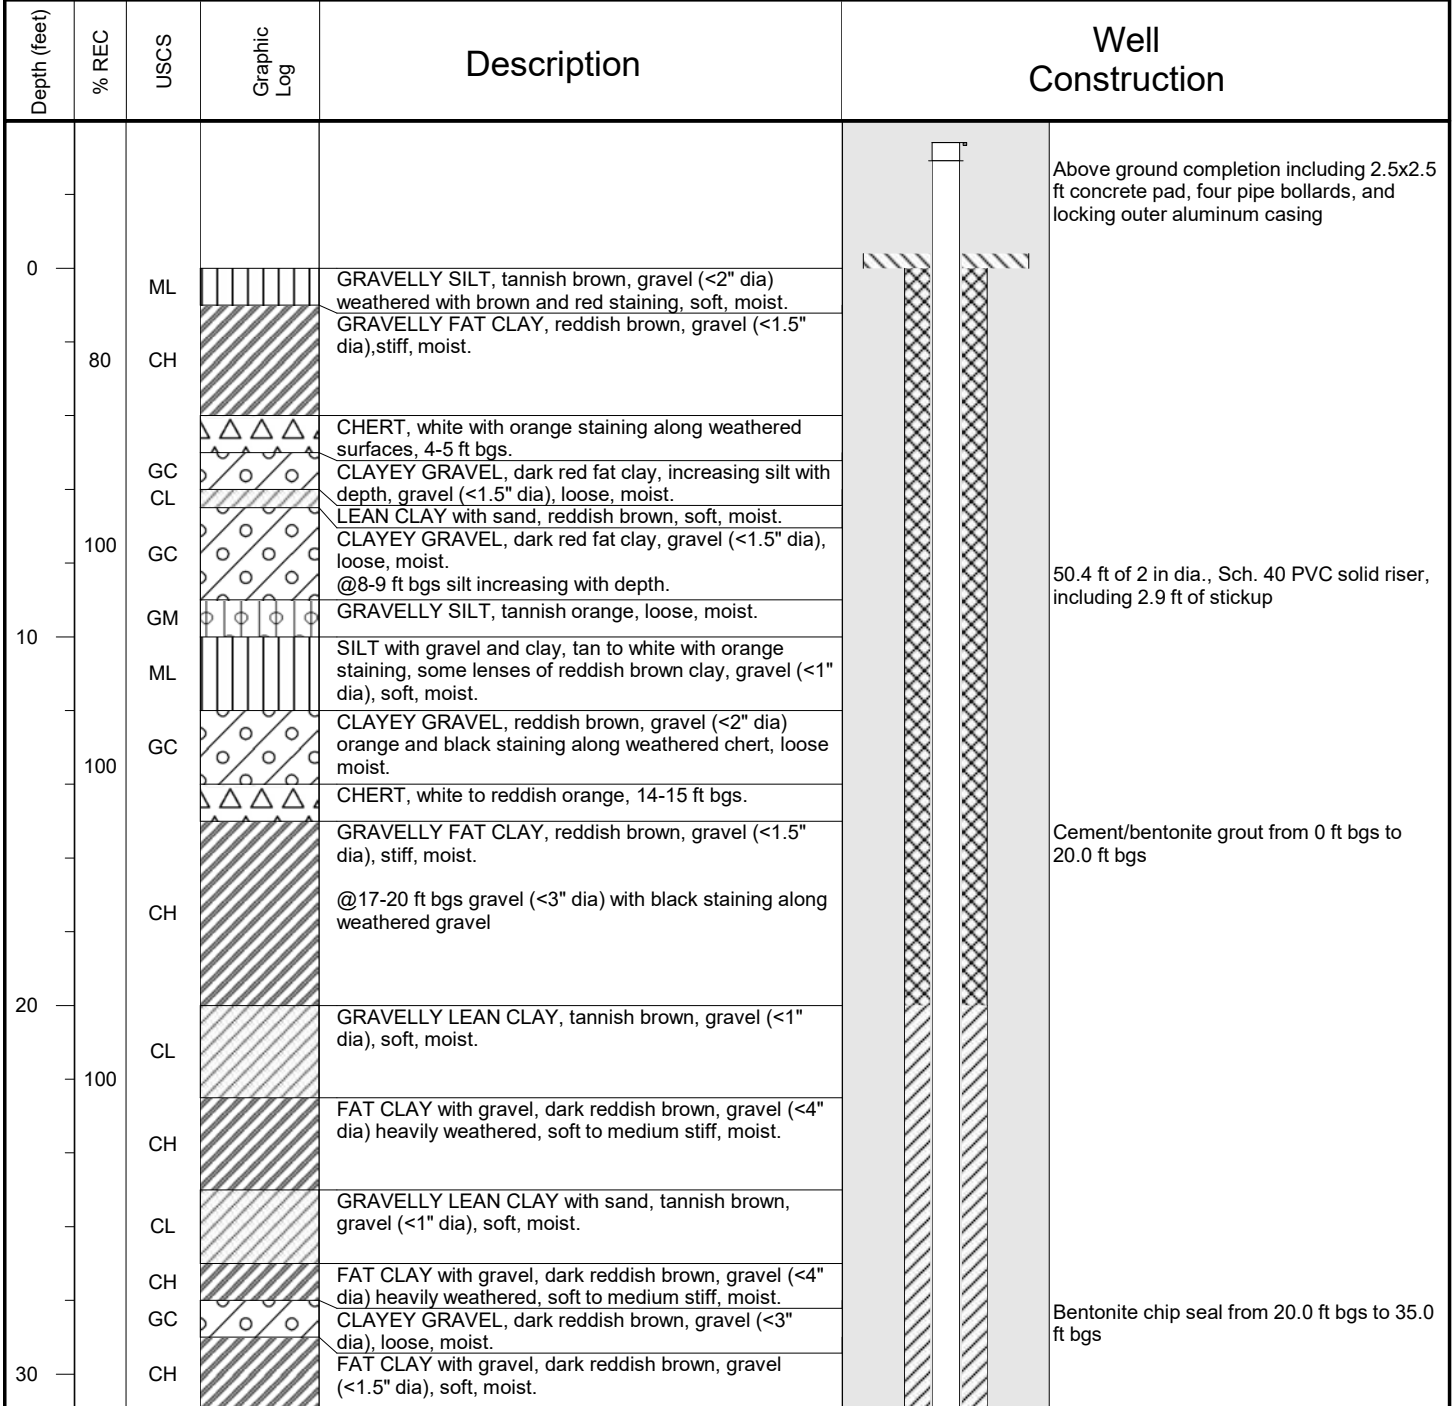 Depth (feet)
% REC
USCS
Graphic
Log
Description
Well
Construction
Above ground completion including 2.5x2.5
ft concrete pad, four pipe bollards, and
locking outer aluminum casing
0
ML
GRAVELLY SILT, tannish brown, gravel (<2" dia)
weathered with brown and red staining, soft, moist.
80
CH
GRAVELLY FAT CLAY, reddish brown, gravel (<1.5"
dia),stiff, moist.
CHERT, white with orange staining along weathered
surfaces, 4-5 ft bgs.
GC
CLAYEY GRAVEL, dark red fat clay, increasing silt with
depth, gravel (<1.5" dia), loose, moist.
CL
LEAN CLAY with sand, reddish brown, soft, moist.
100
GC
CLAYEY GRAVEL, dark red fat clay, gravel (<1.5" dia),
loose, moist.
@8-9 ft bgs silt increasing with depth.
50.4 ft of 2 in dia., Sch. 40 PVC solid riser,
including 2.9 ft of stickup
GM
GRAVELLY SILT, tannish orange, loose, moist.
10
ML
SILT with gravel and clay, tan to white with orange
staining, some lenses of reddish brown clay, gravel (<1"
dia), soft, moist.
GC
CLAYEY GRAVEL, reddish brown, gravel (<2" dia)
orange and black staining along weathered chert, loose
moist.
100
CHERT, white to reddish orange, 14-15 ft bgs.
CH
GRAVELLY FAT CLAY, reddish brown, gravel (<1.5"
dia), stiff, moist.
@17-20 ft bgs gravel (<3" dia) with black staining along
weathered gravel
Cement/bentonite grout from 0 ft bgs to
20.0 ft bgs
20
CL
GRAVELLY LEAN CLAY, tannish brown, gravel (<1"
dia), soft, moist.
100
CH
FAT CLAY with gravel, dark reddish brown, gravel (<4"
dia) heavily weathered, soft to medium stiff, moist.
CL
GRAVELLY LEAN CLAY with sand, tannish brown,
gravel (<1" dia), soft, moist.
CH
FAT CLAY with gravel, dark reddish brown, gravel (<4"
dia) heavily weathered, soft to medium stiff, moist.
GC
CLAYEY GRAVEL, dark reddish brown, gravel (<3"
dia), loose, moist.
Bentonite chip seal from 20.0 ft bgs to 35.0
ft bgs
30
CH
FAT CLAY with gravel, dark reddish brown, gravel
(<1.5" dia), soft, moist.